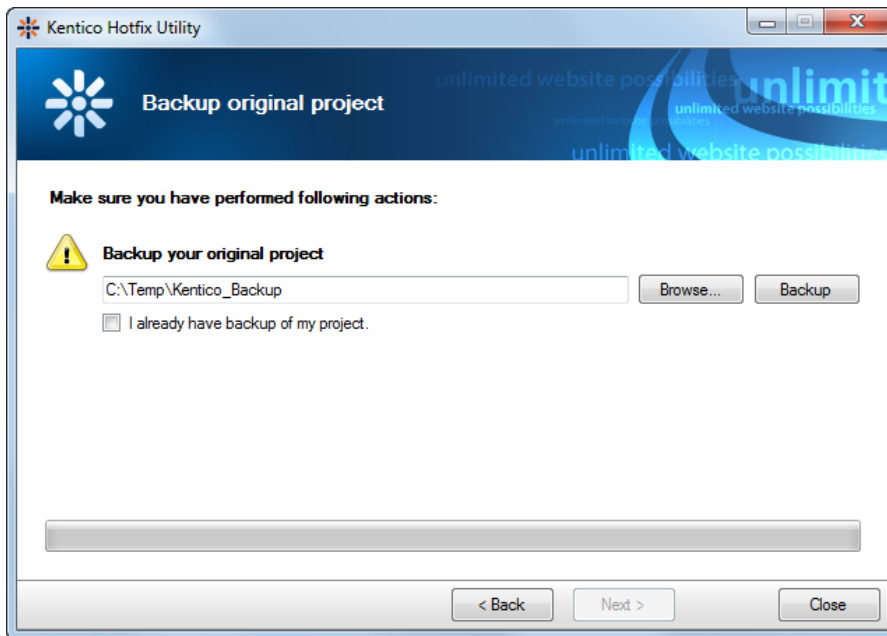 Kentico Hotfix Utility
Backup original project
unlimited website possibilities
unlimit
unlimited website possibilities
unlimited website possibilities
unlimited website possibilities
Make sure you have performed following actions:
Backup your original project
C:\Temp\Kentico_Backup
Browse...
Backup
I already have backup of my project.
< Back
Next >
Close